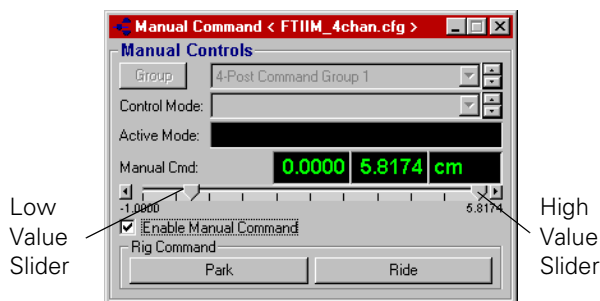 Manual Command < FTIIM_4chan.cfg >
Manual Controls
Group 4-Post Command Group 1
Control Mode:
Active Mode:
Manual Cmd: 0.0000 5.8174 cm
-1.0000 5.8174
Enable Manual Command
Rig Command
Park Ride
Low
Value
Slider
High
Value
Slider